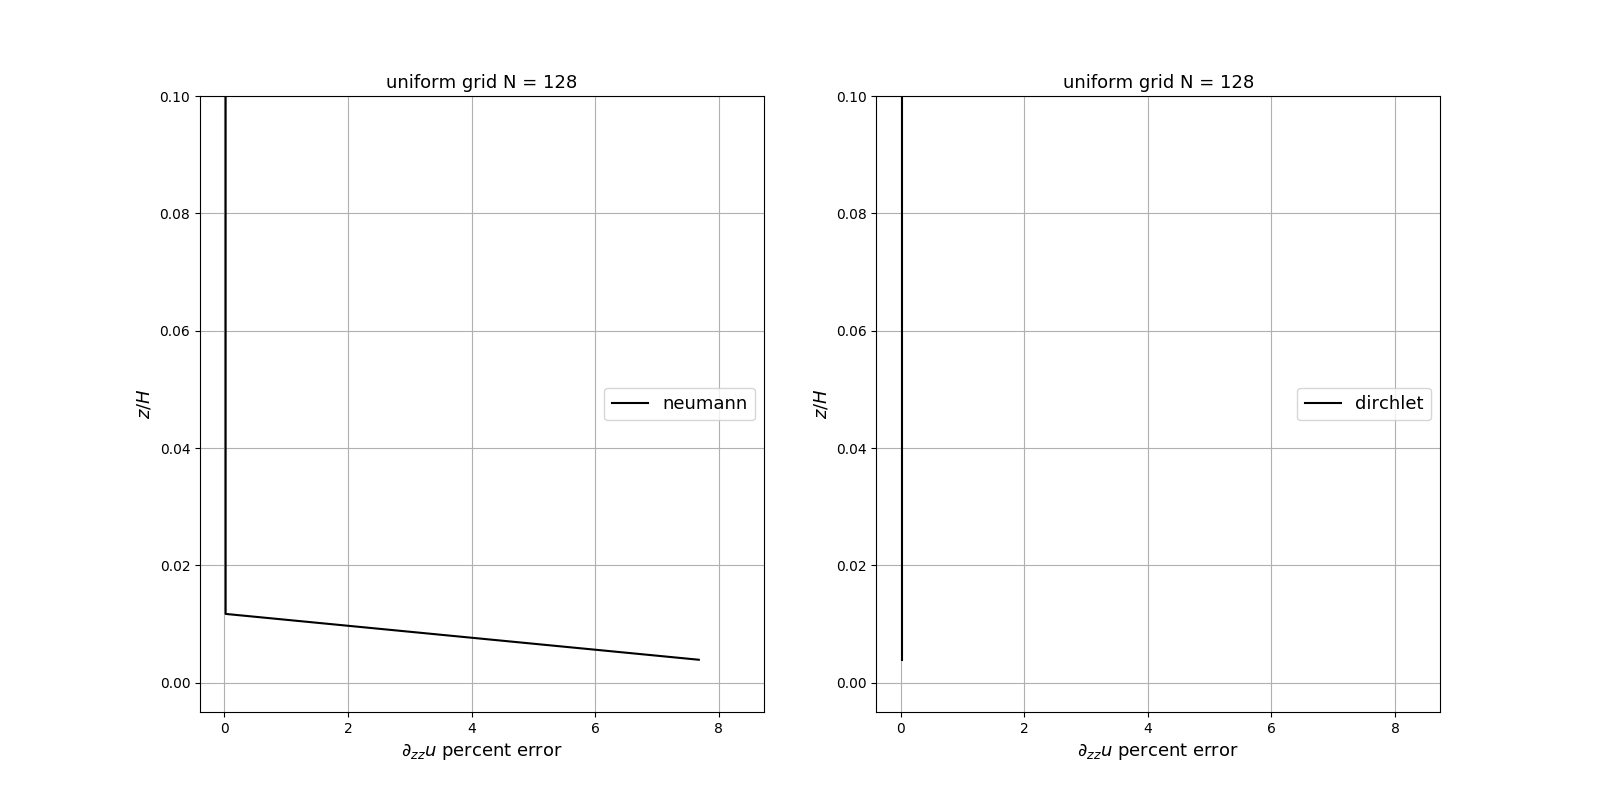 uniform grid N = 128
0.10
0.08
0.06
0.04
0.02
0.00
z/H
neumann
0 2 4 6 8
∂zzu percent error
uniform grid N = 128
0.10
0.08
0.06
0.04
0.02
0.00
z/H
dirchlet
0 2 4 6 8
∂zzu percent error